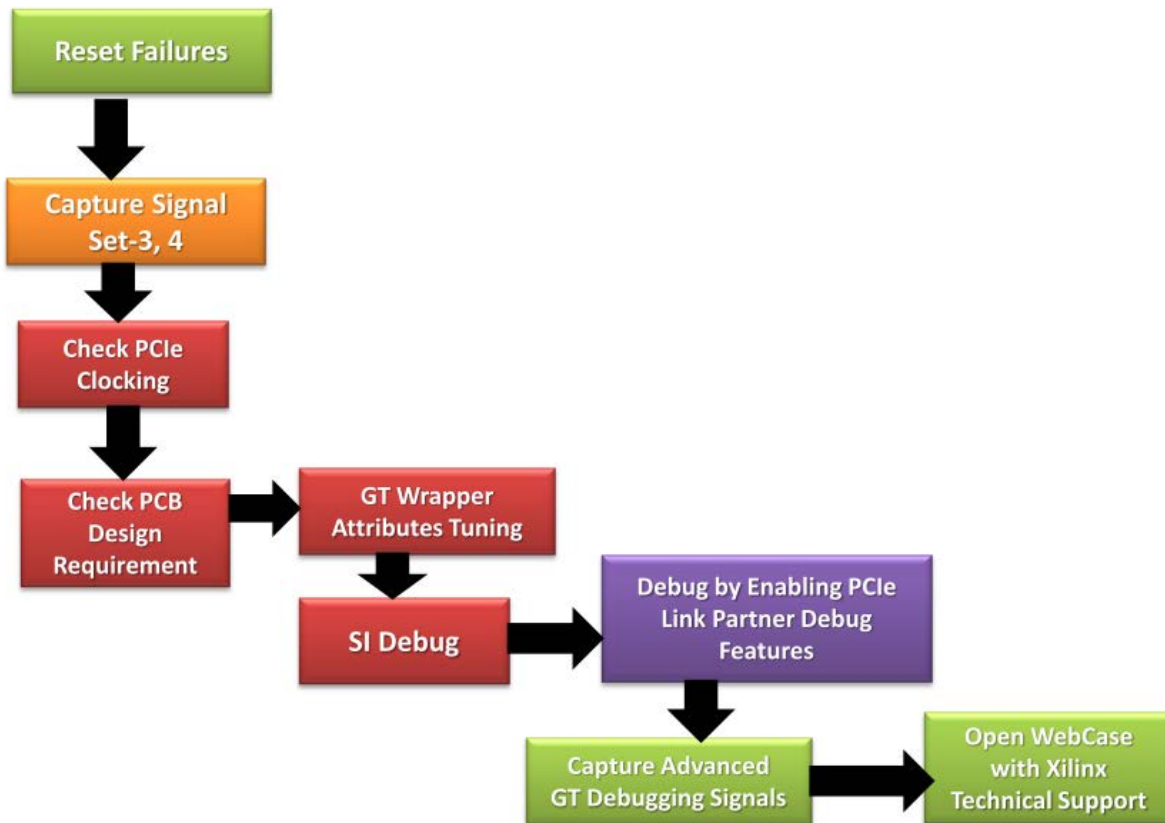 Reset Failures
Capture Signal
Set-3, 4
Check PCIe
Clocking
Check PCB
Design
Requirement
GT Wrapper
Attributes Tuning
SI Debug
Debug by Enabling PCIe
Link Partner Debug
Features
Capture Advanced
GT Debugging Signals
Open WebCase
with Xilinx
Technical Support